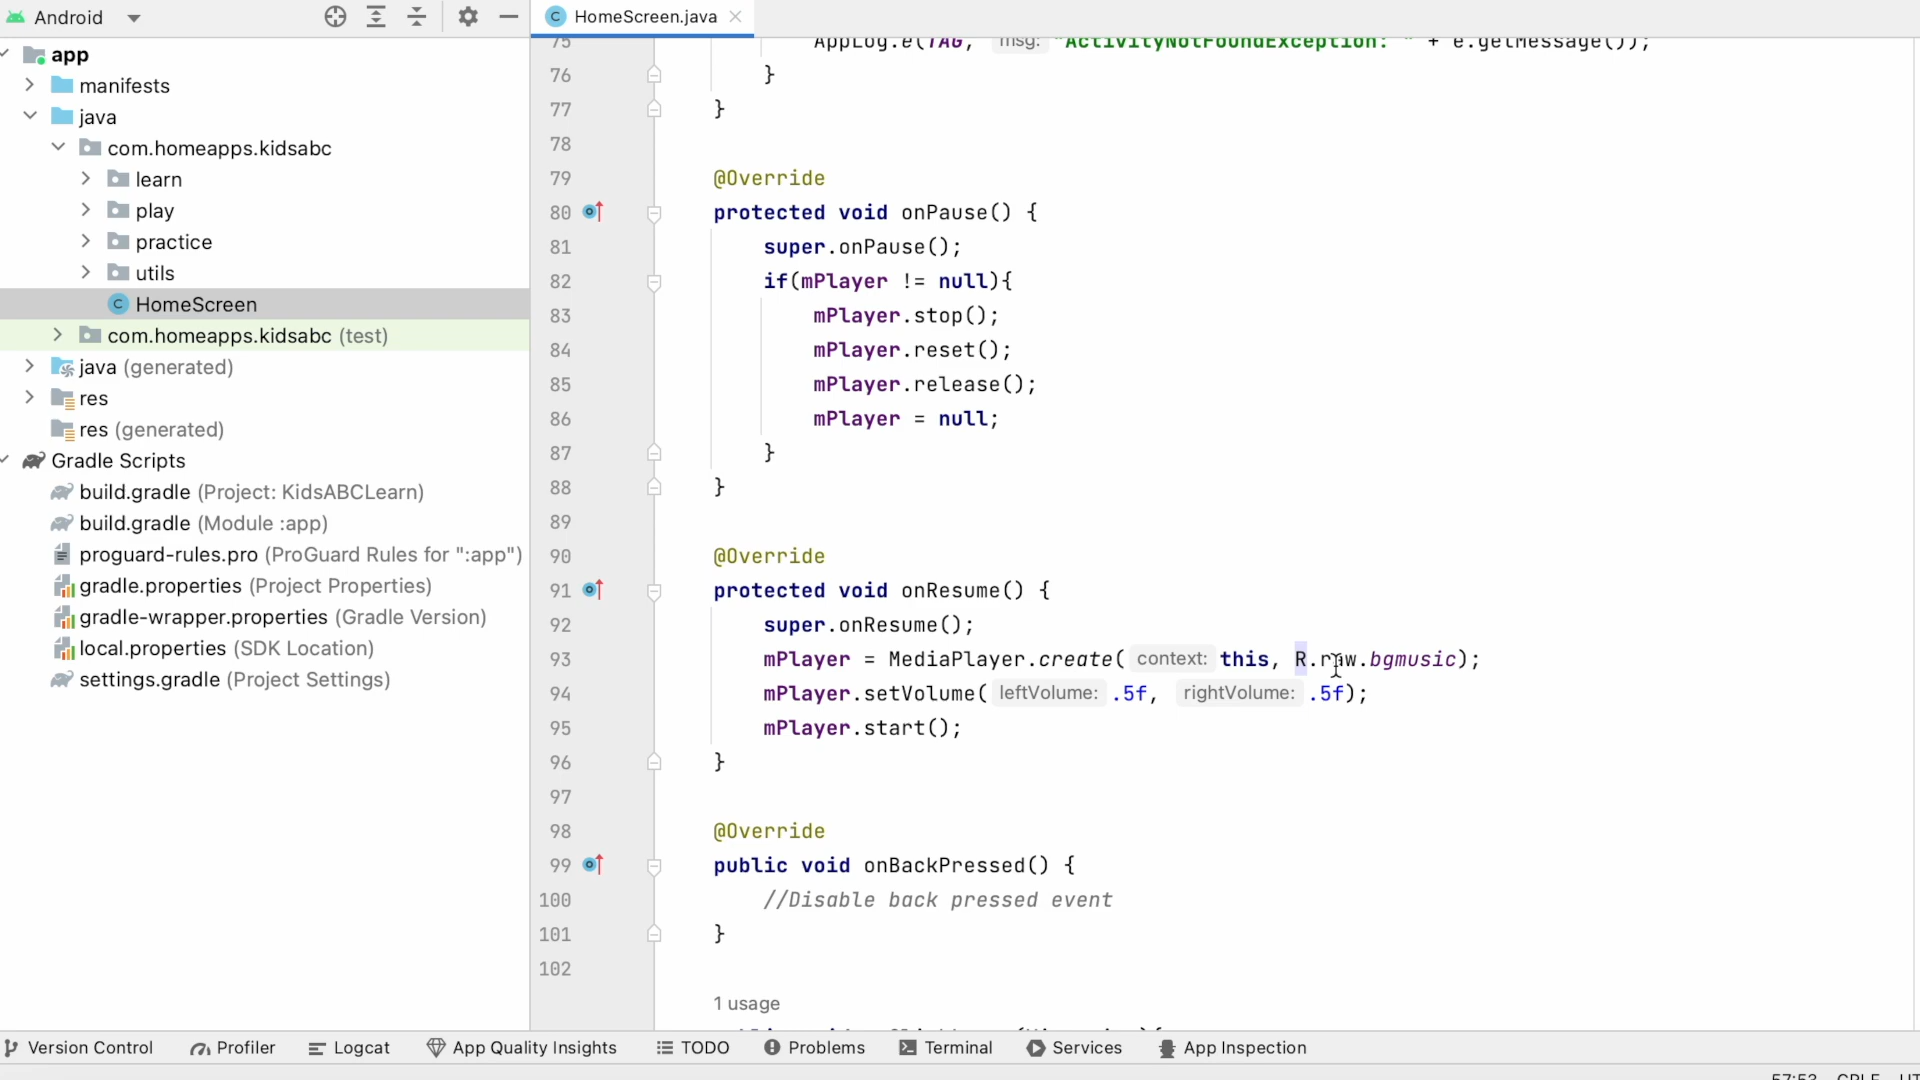 Android
HomeScreen.java
app
manifests
java
com.homeapps.kidsabc
learn
play
practice
utils
HomeScreen
com.homeapps.kidsabc (test)
java (generated)
res
res (generated)
Gradle Scripts
build.gradle (Project: KidsABCLearn)
build.gradle (Module :app)
proguard-rules.pro (ProGuard Rules for ":app")
gradle.properties (Project Properties)
gradle-wrapper.properties (Gradle Version)
local.properties (SDK Location)
settings.gradle (Project Settings)
75 AppLog.e(TAG, msg: "ActivityNotFoundException: " + e.getMessage());
76 }
77 }
78
79 @Override
80 protected void onPause() {
81 super.onPause();
82 if(mPlayer != null){
83 mPlayer.stop();
84 mPlayer.reset();
85 mPlayer.release();
86 mPlayer = null;
87 }
88 }
89
90 @Override
91 protected void onResume() {
92 super.onResume();
93 mPlayer = MediaPlayer.create( context: this, R.raw.bgmusic);
94 mPlayer.setVolume( leftVolume: .5f, rightVolume: .5f);
95 mPlayer.start();
96 }
97
98 @Override
99 public void onBackPressed() {
100 //Disable back pressed event
101 }
102
1 usage
Version Control Profiler Logcat App Quality Insights TODO Problems Terminal Services App Inspection
57:53 CRLF